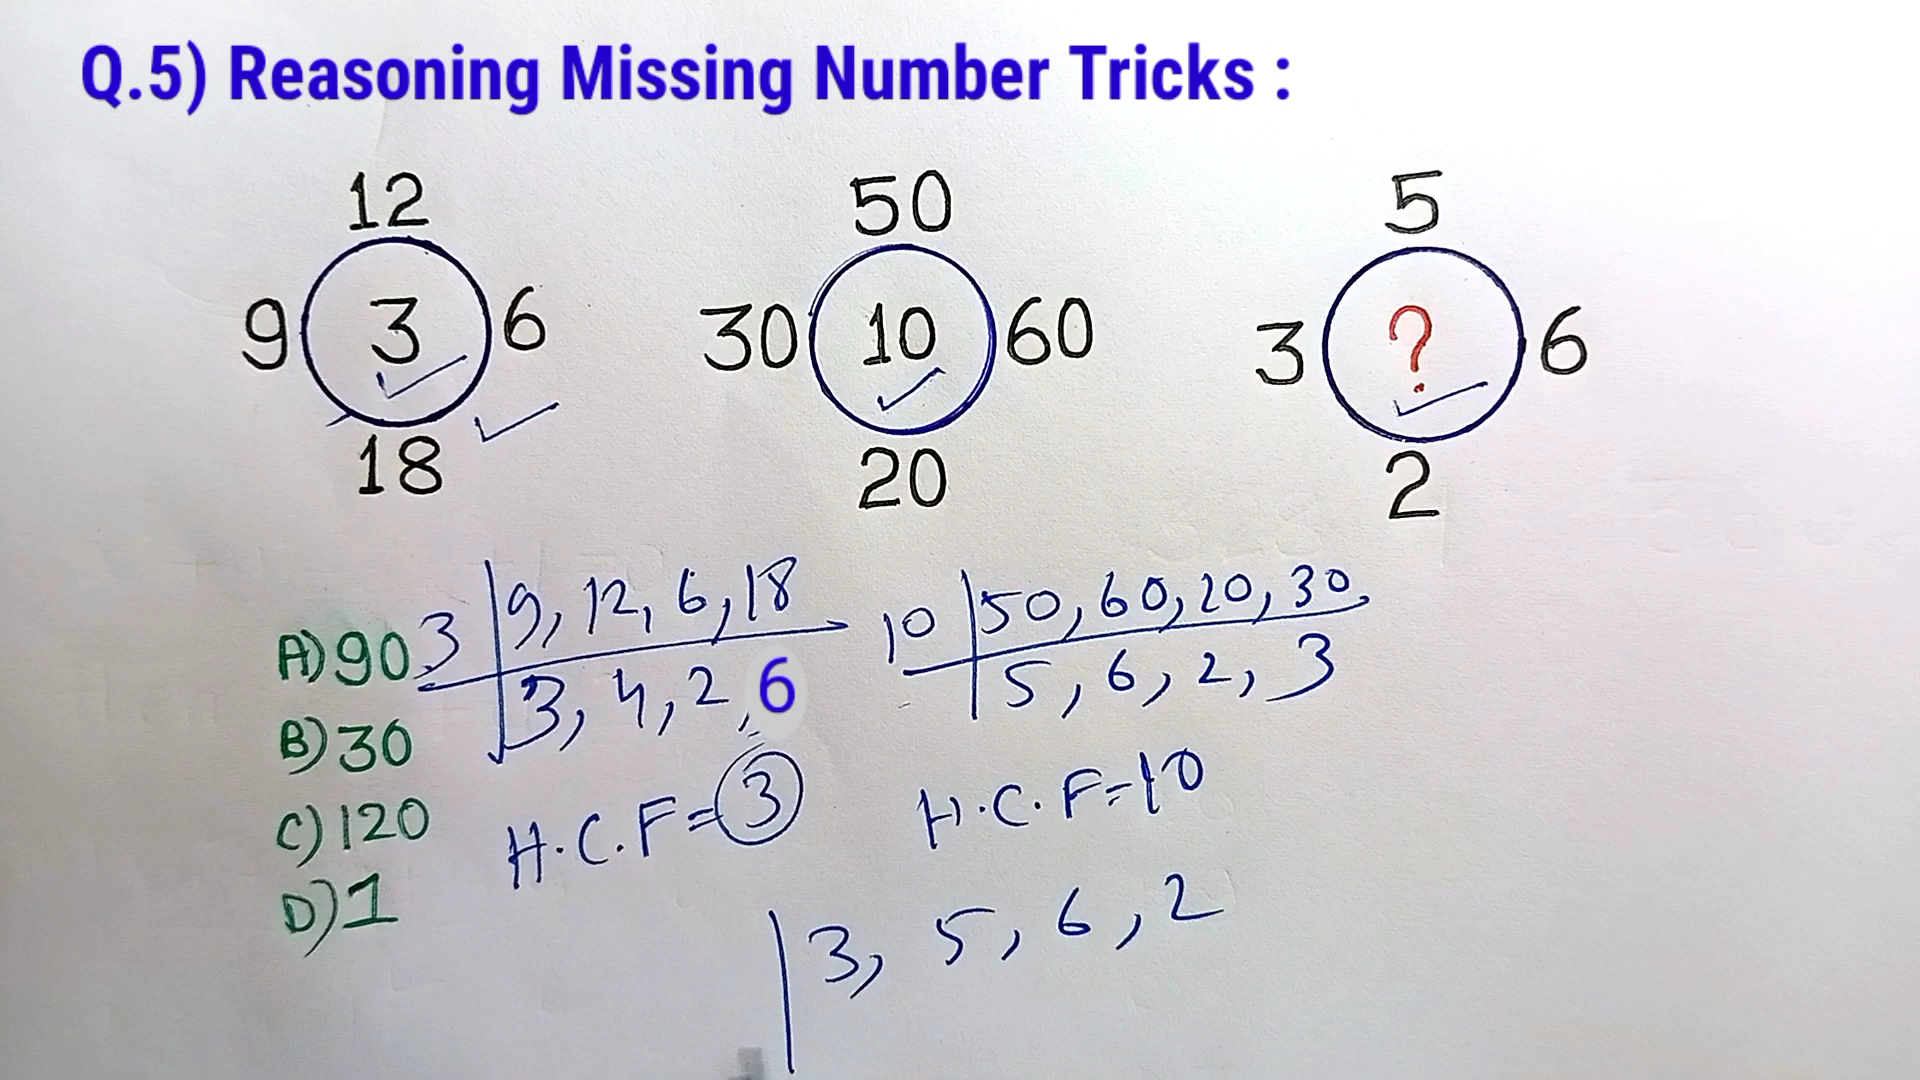 Q.5) Reasoning Missing Number Tricks :
12 50 5
9 3 6 30 10 60 3 ? 6
18 20 2
3 9, 12, 6, 18 10 50, 60, 20, 30
A) 90 3, 4, 2, 6 5, 6, 2, 3
B) 30
C) 120 H.C.F=3 H.C.F=10
D) 1
3, 5, 6, 2